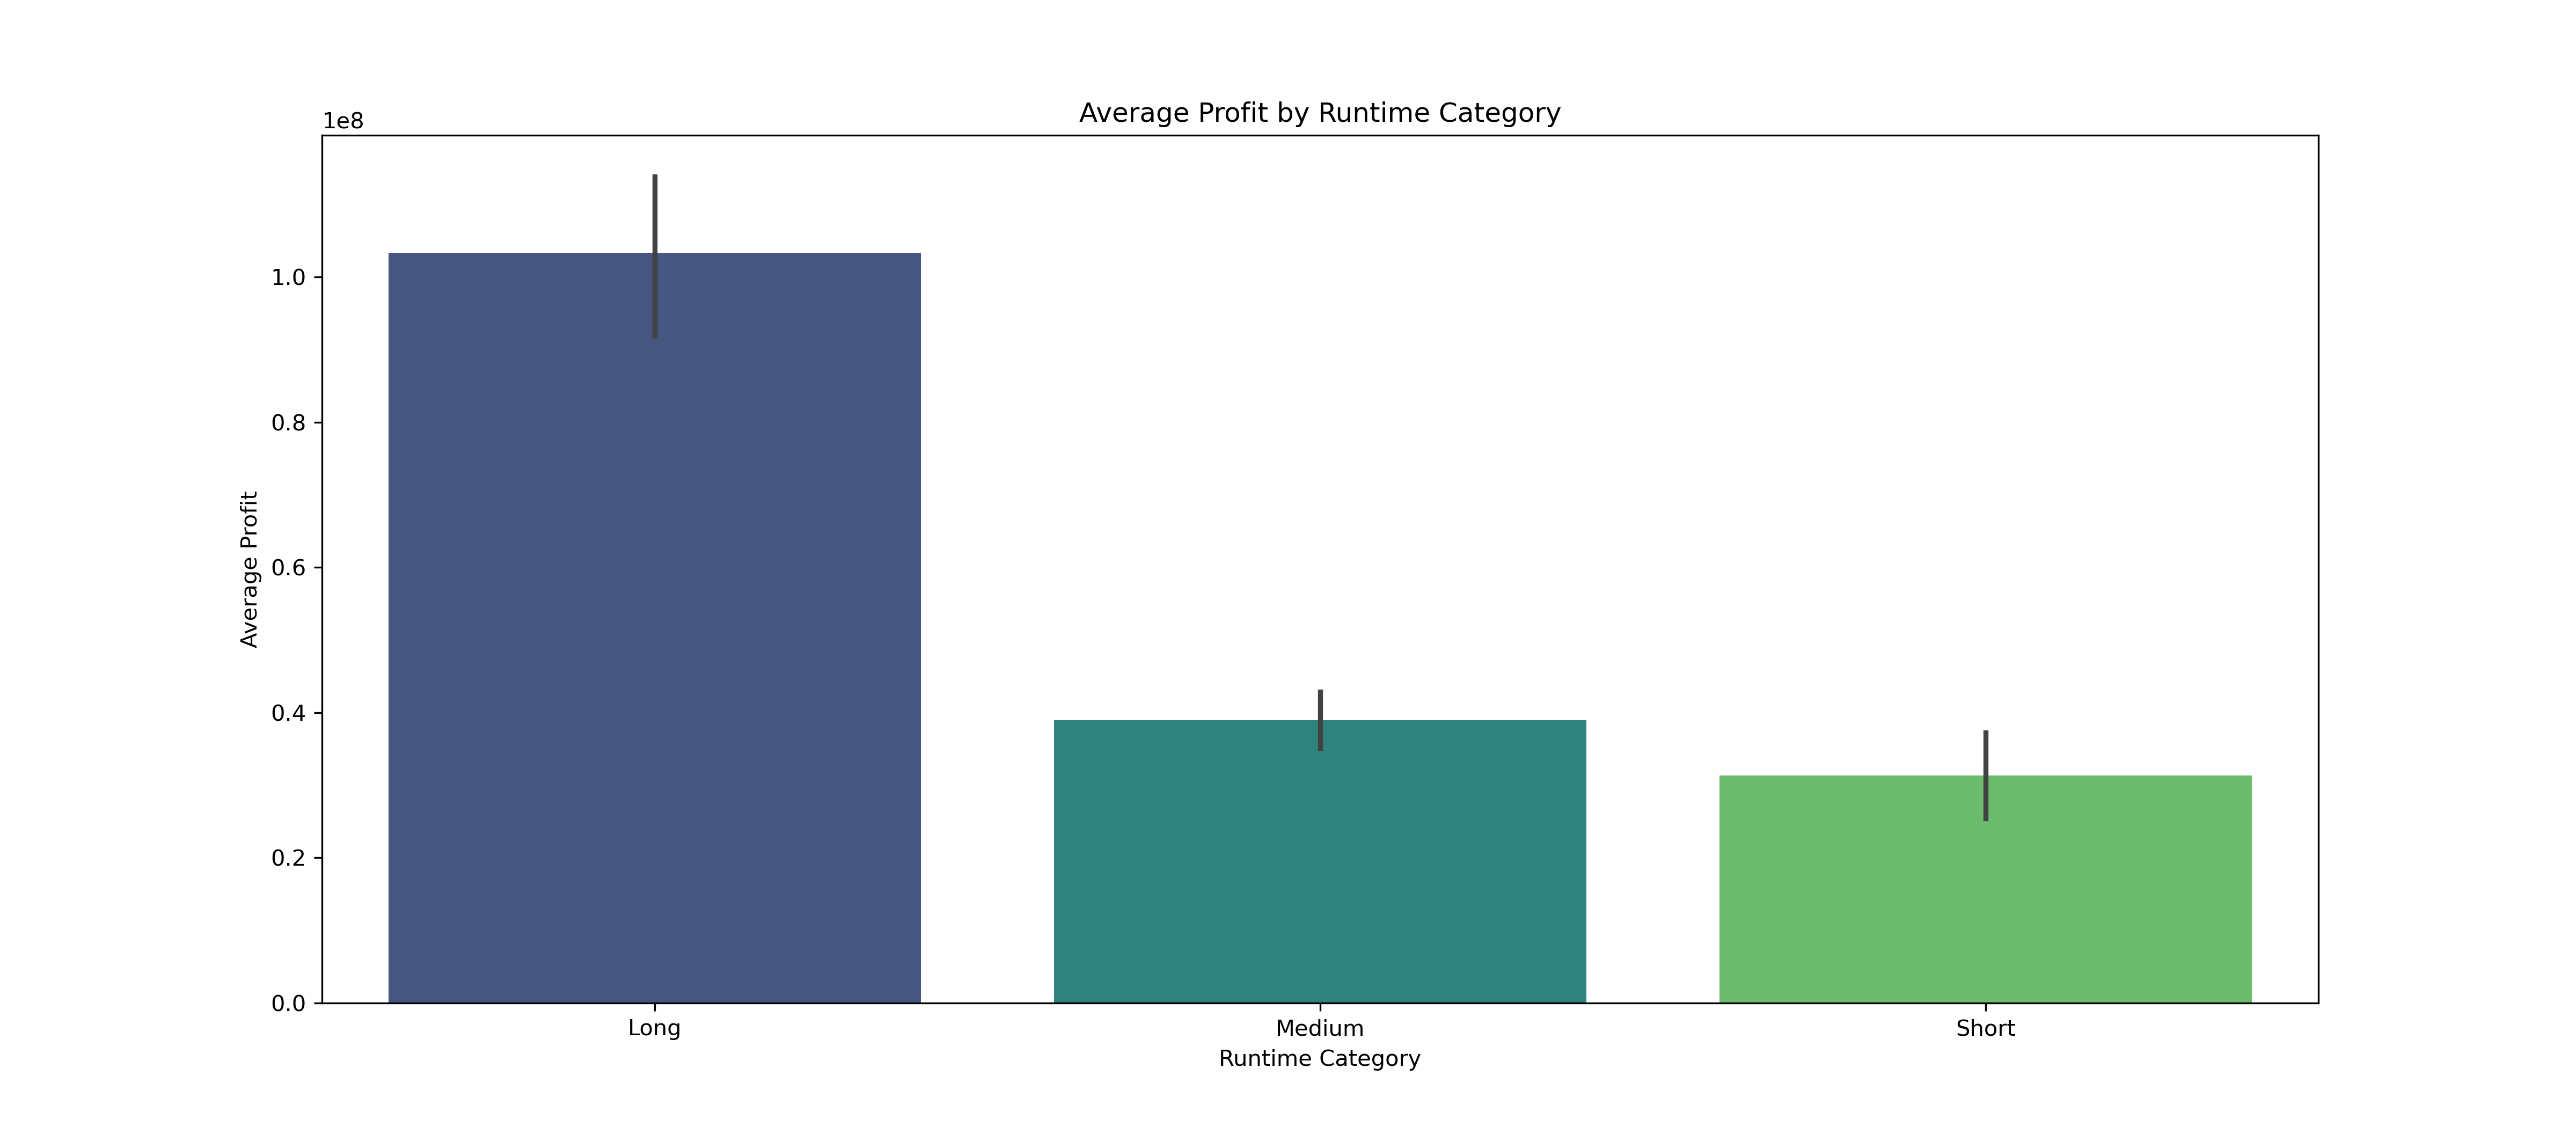 Average Profit by Runtime Category
1e8
1.0
0.8
0.6
0.4
0.2
0.0
Average Profit
Long Medium Short
Runtime Category